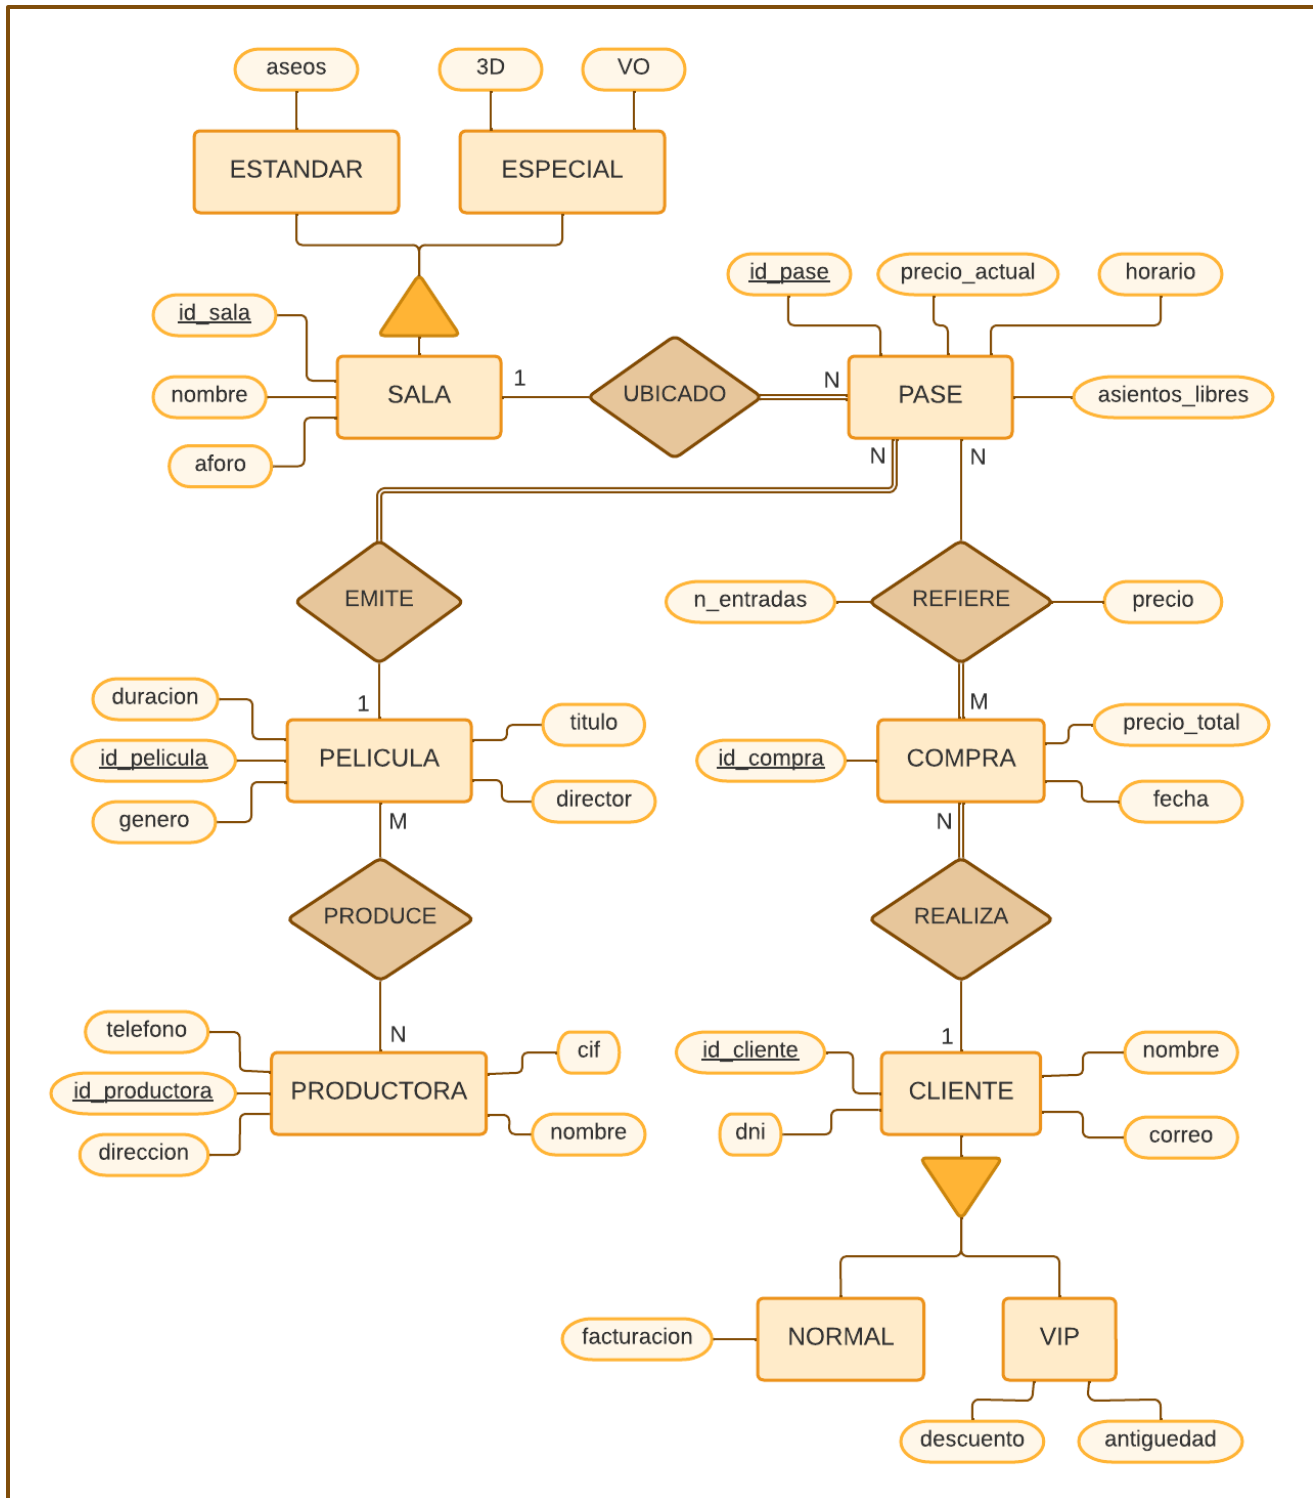 aseos
3D
VO
ESTANDAR
ESPECIAL
id_pase
precio_actual
horario
id_sala
nombre
aforo
SALA
1
UBICADO
N
PASE
asientos_libres
N
N
EMITE
n_entradas
REFIERE
precio
1
M
duracion
id_pelicula
genero
PELICULA
titulo
director
id_compra
COMPRA
precio_total
fecha
M
N
PRODUCE
REALIZA
N
1
telefono
id_productora
direccion
PRODUCTORA
cif
nombre
id_cliente
dni
CLIENTE
nombre
correo
facturacion
NORMAL
VIP
descuento
antiguedad